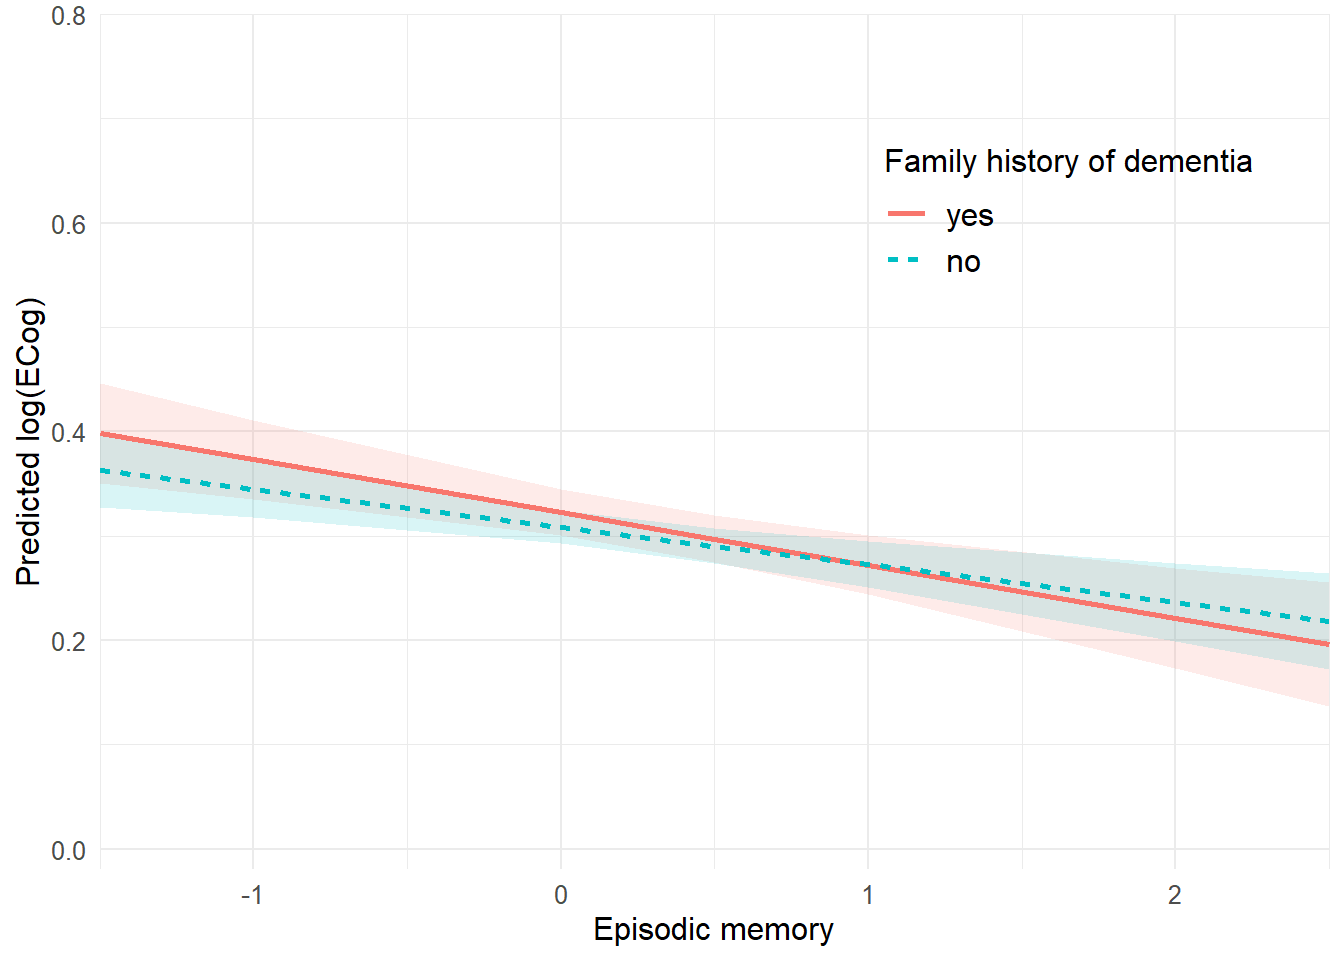 0.8
0.6
0.4
0.2
0.0
Predicted log(ECog)
Family history of dementia
yes
no
-1 0 1 2
Episodic memory